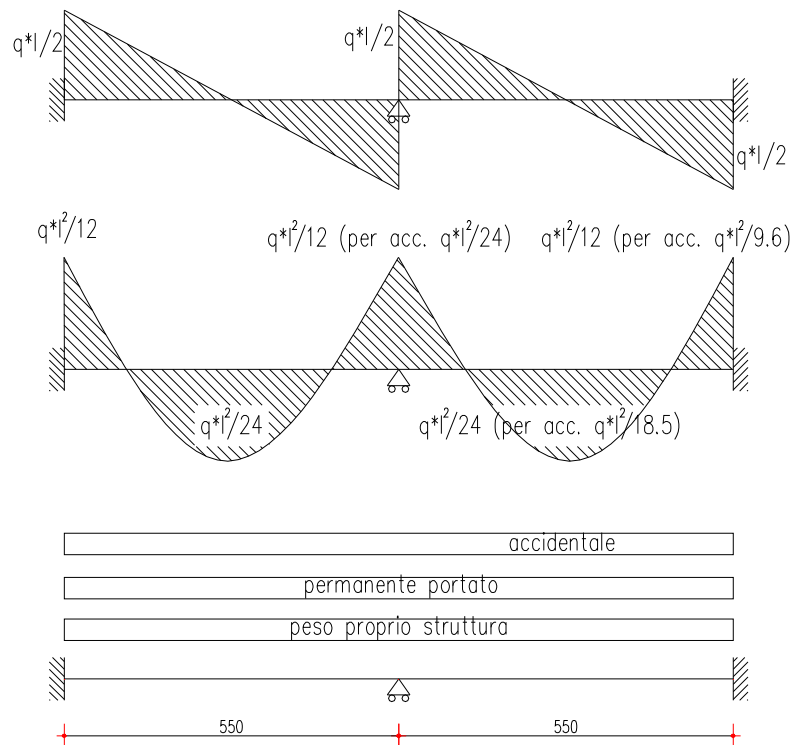 q*l/2
q*l/2
q*l/2
q*l²/12
q*l²/12 (per acc. q*l²/24)
q*l²/12 (per acc. q*l²/9.6)
q*l²/24
q*l²/24 (per acc. q*l²/18.5)
accidentale
permanente portato
peso proprio struttura
550
550